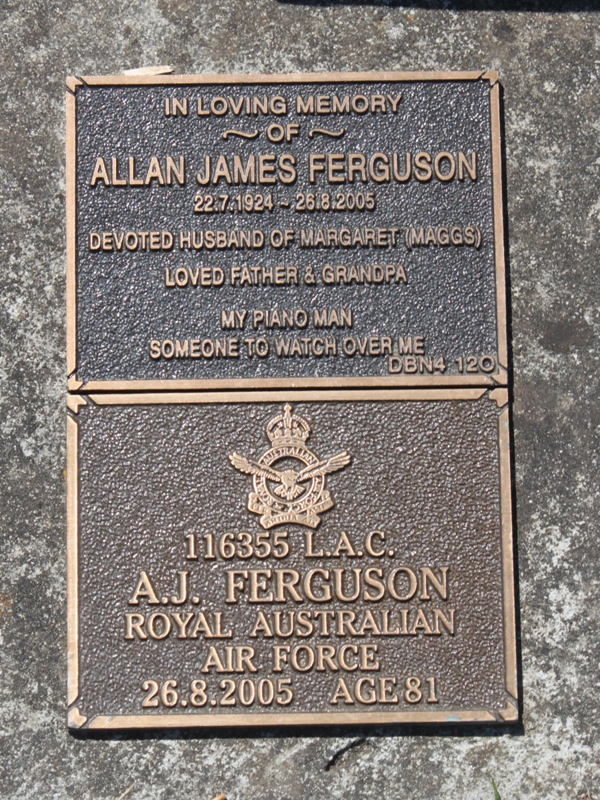 IN LOVING MEMORY
~ OF ~
ALLAN JAMES FERGUSON
22.7.1924 ~ 26.8.2005
DEVOTED HUSBAND OF MARGARET (MAGGS)
LOVED FATHER & GRANDPA
MY PIANO MAN
SOMEONE TO WATCH OVER ME
DBN4 120
AUSTRALIAN
116355 L.A.C.
A.J. FERGUSON
ROYAL AUSTRALIAN
AIR FORCE
26.8.2005 AGE 81